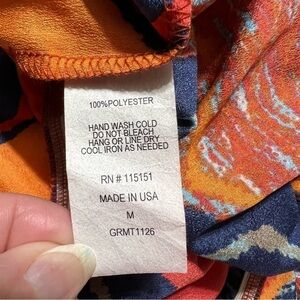 100%POLYESTER
HAND WASH COLD
DO NOT BLEACH
HANG OR LINE DRY
COOL IRON AS NEEDED
RN # 115151
MADE IN USA
M
GRMT1126